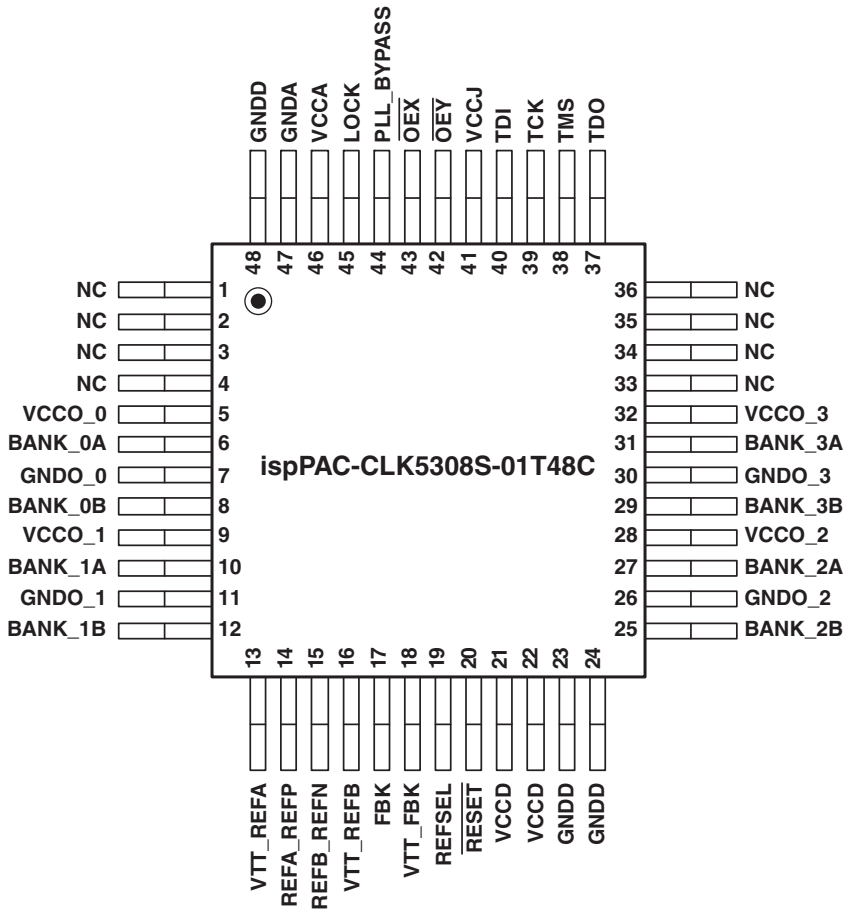 GNDD
GNDA
VCCA
LOCK
PLL_BYPASS
OEX
OEY
VCCJ
TDI
TCK
TMS
TDO
48 47 46 45 44 43 42 41 40 39 38 37
NC 1 36 NC
NC 2 35 NC
NC 3 34 NC
NC 4 33 NC
VCCO_0 5 32 VCCO_3
BANK_0A 6 31 BANK_3A
GNDO_0 7 30 GNDO_3
ispPAC-CLK5308S-01T48C
BANK_0B 8 29 BANK_3B
VCCO_1 9 28 VCCO_2
BANK_1A 10 27 BANK_2A
GNDO_1 11 26 GNDO_2
BANK_1B 12 25 BANK_2B
13 14 15 16 17 18 19 20 21 22 23 24
VTT_REFA
REFA_REFP
REFB_REFN
VTT_REFB
FBK
VTT_FBK
REFSEL
RESET
VCCD
VCCD
GNDD
GNDD